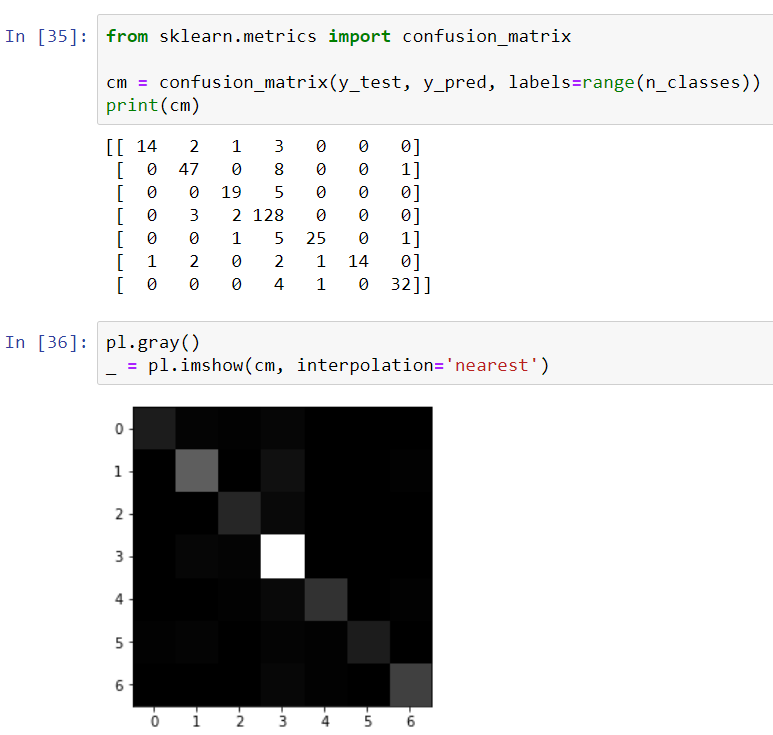 In [35]: from sklearn.metrics import confusion_matrix
cm = confusion_matrix(y_test, y_pred, labels=range(n_classes))
print(cm)
[[ 14 2 1 3 0 0 0]
[ 0 47 0 8 0 0 1]
[ 0 0 19 5 0 0 0]
[ 0 3 2 128 0 0 0]
[ 0 0 1 5 25 0 1]
[ 1 2 0 2 1 14 0]
[ 0 0 0 4 1 0 32]]
In [36]: pl.gray()
_ = pl.imshow(cm, interpolation='nearest')
0
1
2
3
4
5
6
0 1 2 3 4 5 6